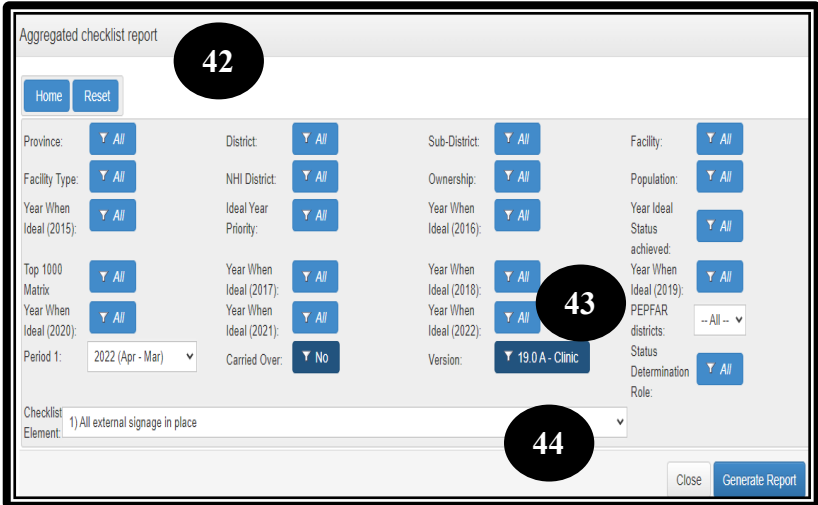 Aggregated checklist report
42
Home Reset
Province: All District: All Sub-District: All Facility: All
Facility Type: All NHI District: All Ownership: All Population: All
Year When Ideal (2015): All Ideal Year Priority: All Year When Ideal (2016): All Year Ideal Status achieved: All
Top 1000 Matrix All Year When Ideal (2017): All Year When Ideal (2018): All Year When Ideal (2019): All
43
Year When Ideal (2020): All Year When Ideal (2021): All Year When Ideal (2022): All PEPFAR districts: -- All --
Period 1: 2022 (Apr - Mar) Carried Over: No Version: 19.0 A - Clinic Status Determination Role: All
Checklist Element: 1) All external signage in place
44
Close Generate Report